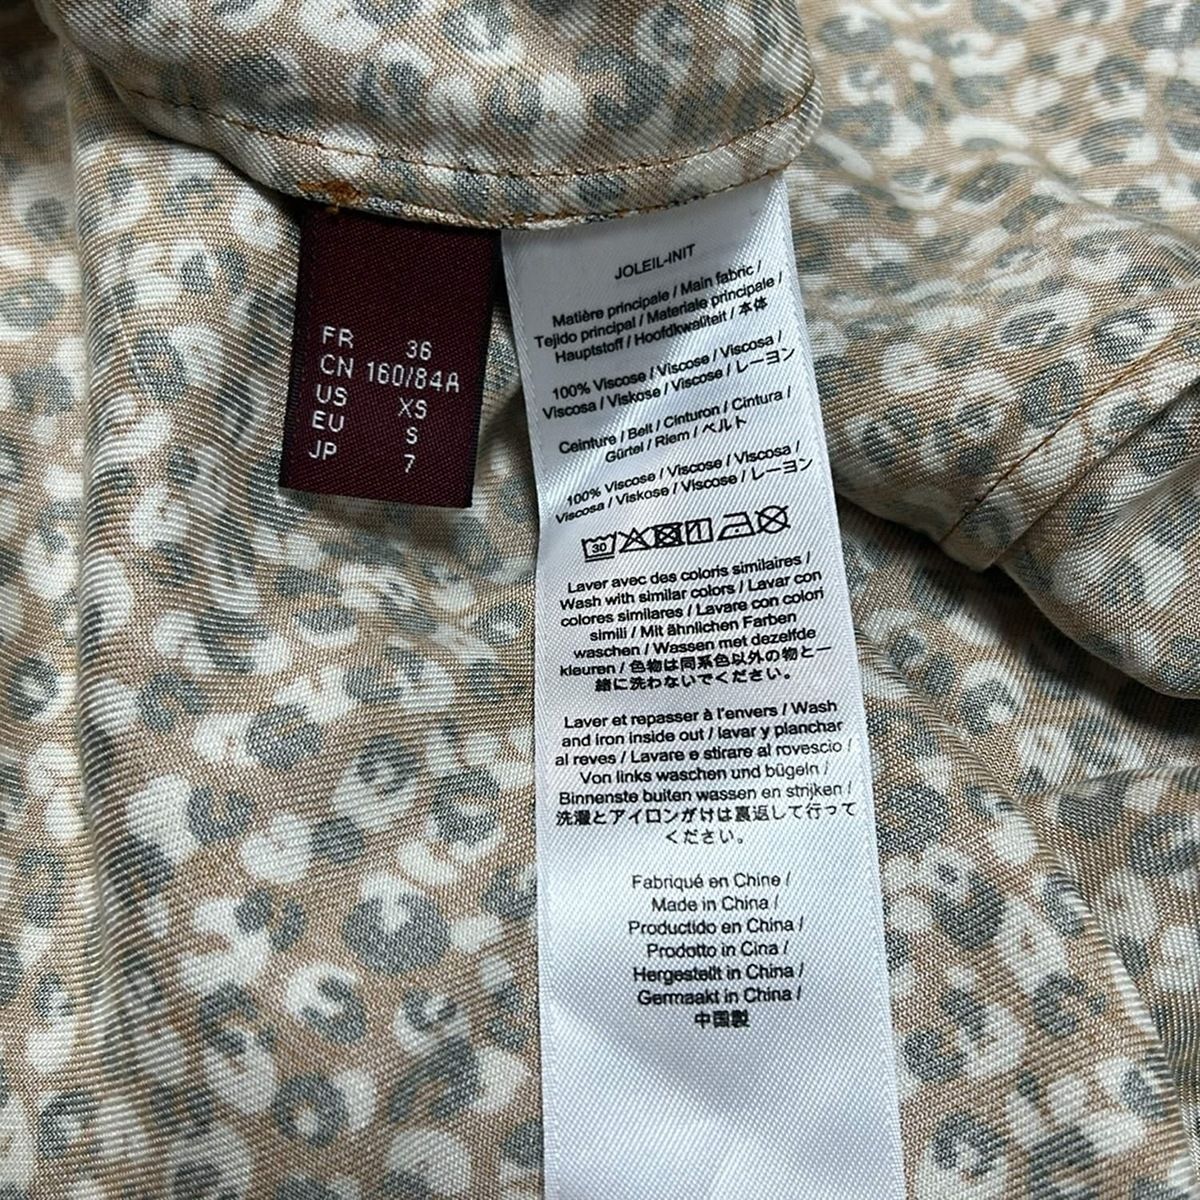 FR 36
CN 160/84A
US XS
EU S
JP 7
JOLEIL-INIT
Matière principale / Main fabric /
Tejido principal / Materiale principale /
Hauptstoff / Hoofdkwaliteit / 本体
100% Viscose / Viscose / Viscosa /
Viscosa / Viskose / Viscose / レーヨン
Ceinture / Belt / Cinturon / Cintura /
Gürtel / Riem / ベルト
100% Viscose / Viscose / Viscosa /
Viscosa / Viskose / Viscose / レーヨン
30
Laver avec des coloris similaires /
Wash with similar colors / Lavar con
colores similares / Lavare con colori
simili / Mit ähnlichen Farben
waschen / Wassen met dezelfde
kleuren / 色物は同系色以外の物と一
緒に洗わないでください。
Laver et repasser à l'envers / Wash
and iron inside out / lavar y planchar
al reves / Lavare e stirare al rovescio /
Von links waschen und bügeln /
Binnenste buiten wassen en strijken /
洗濯とアイロンがけは裏返して行って
ください。
Fabriqué en Chine /
Made in China /
Productido en China /
Prodotto in Cina /
Hergestellt in China /
Germaakt in China /
中国製